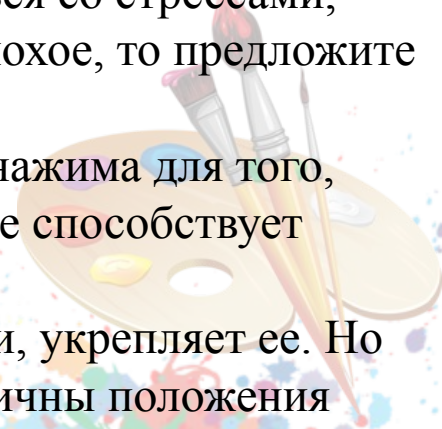 ся со стрессами,
охое, то предложите
нажима для того,
е способствует
и, укрепляет ее. Но
ичны положения